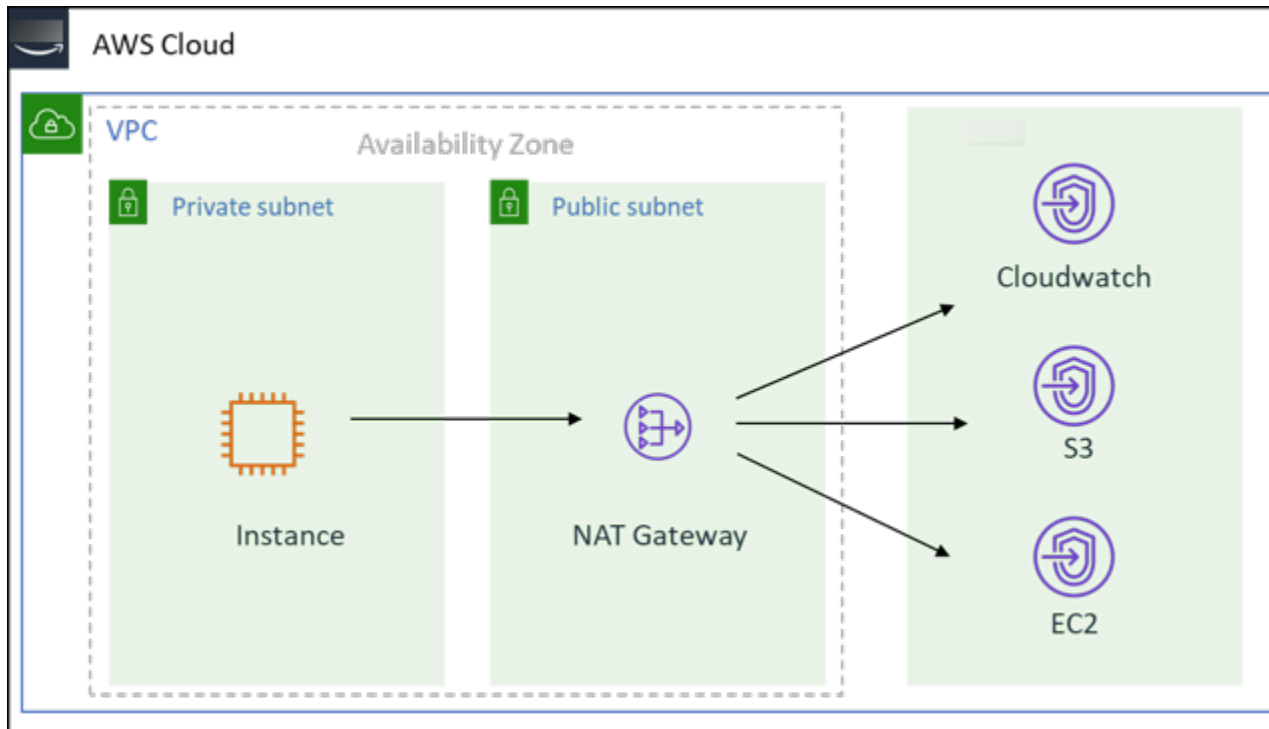 AWS Cloud
VPC
Availability Zone
Private subnet
Public subnet
Cloudwatch
S3
Instance
NAT Gateway
EC2